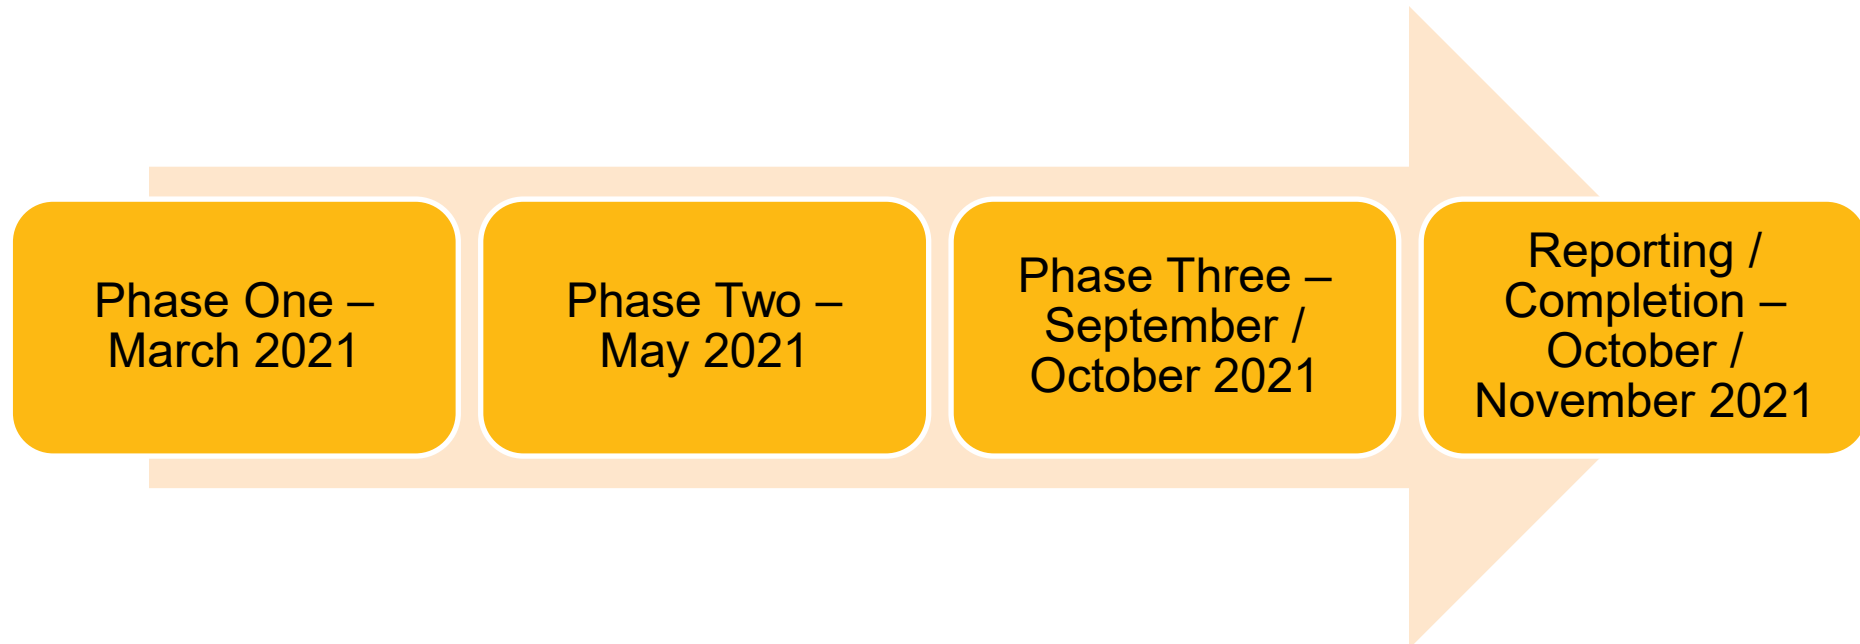 Phase One –
March 2021
Phase Two –
May 2021
Phase Three –
September /
October 2021
Reporting /
Completion –
October /
November 2021